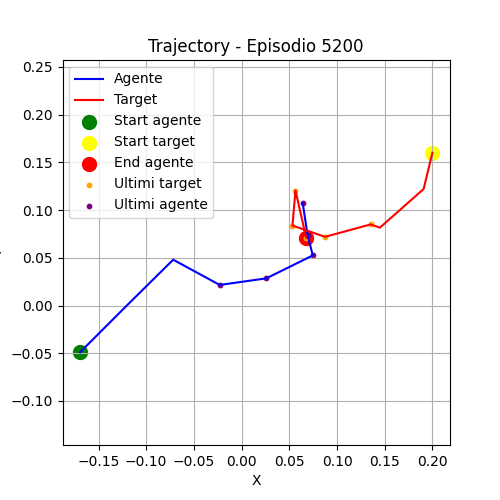 Trajectory - Episodio 5200
Agente
Target
Start agente
Start target
End agente
Ultimi target
Ultimi agente
0.25
0.20
0.15
0.10
0.05
0.00
−0.05
−0.10
−0.15
−0.10
−0.05
0.00
0.05
0.10
0.15
0.20
X